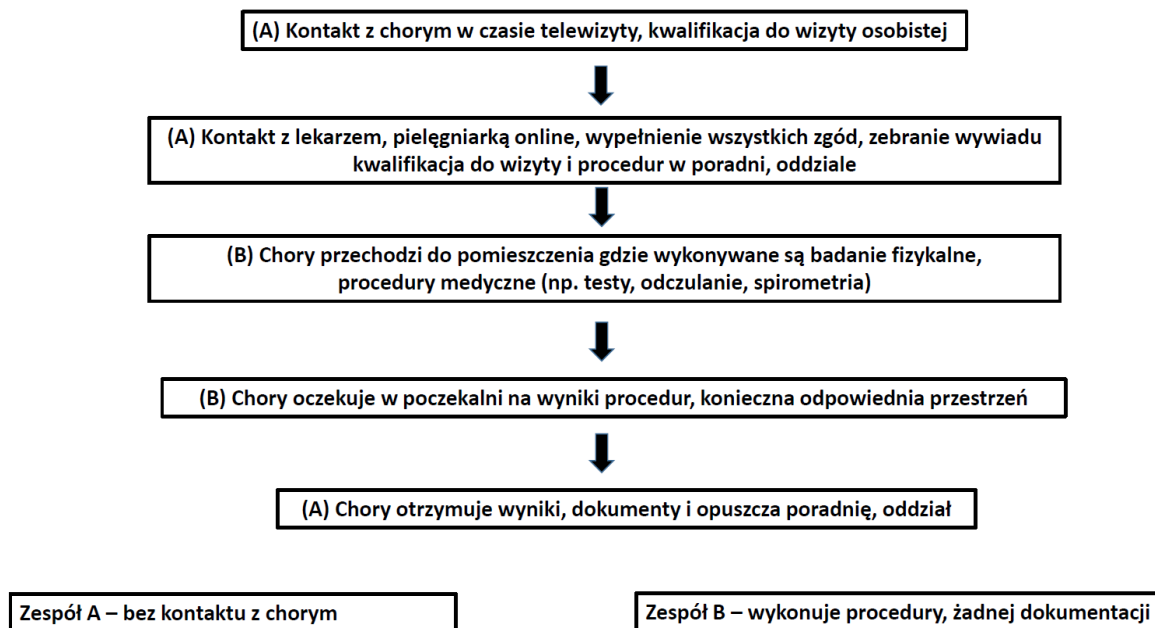 (A) Kontakt z chorym w czasie telewizyty, kwalifikacja do wizyty osobistej
(A) Kontakt z lekarzem, pielęgniarką online, wypełnienie wszystkich zgód, zebranie wywiadu
kwalifikacja do wizyty i procedur w poradni, oddziale
(B) Chory przechodzi do pomieszczenia gdzie wykonywane są badanie fizykalne,
procedury medyczne (np. testy, odczulanie, spirometria)
(B) Chory oczekuje w poczekalni na wyniki procedur, konieczna odpowiednia przestrzeń
(A) Chory otrzymuje wyniki, dokumenty i opuszcza poradnię, oddział
Zespół A – bez kontaktu z chorym
Zespół B – wykonuje procedury, żadnej dokumentacji